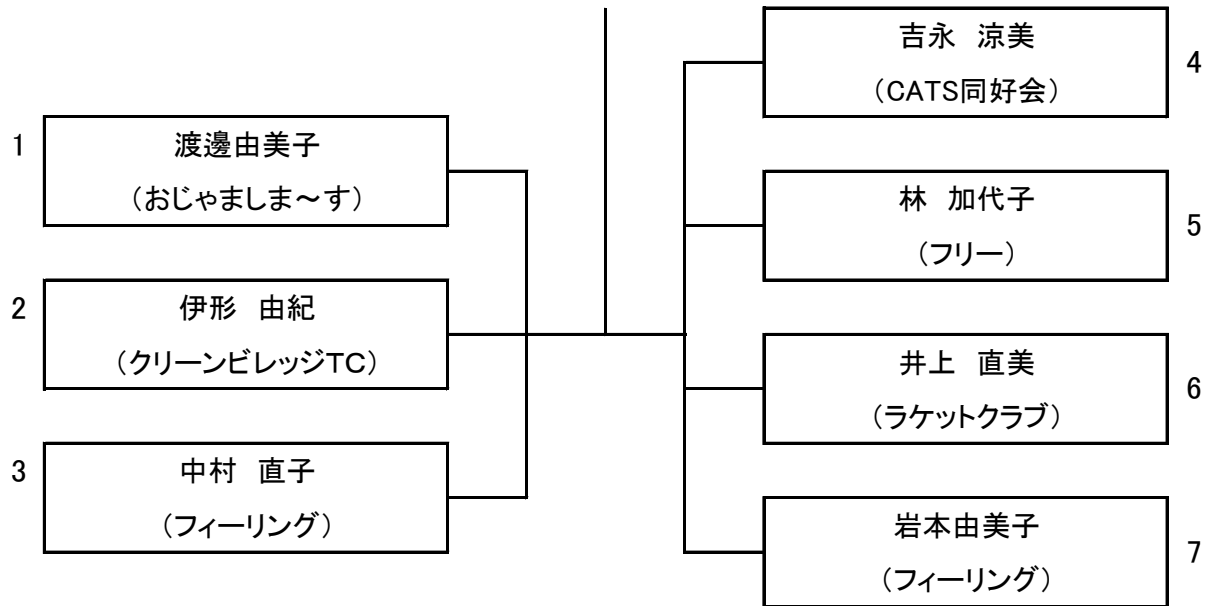 1
渡邊由美子
（おじゃましま～す）
2
伊形　由紀
（クリーンビレッジTC）
3
中村　直子
（フィーリング）
吉永　涼美
（CATS同好会）
4
林　加代子
（フリー）
5
井上　直美
（ラケットクラブ）
6
岩本由美子
（フィーリング）
7